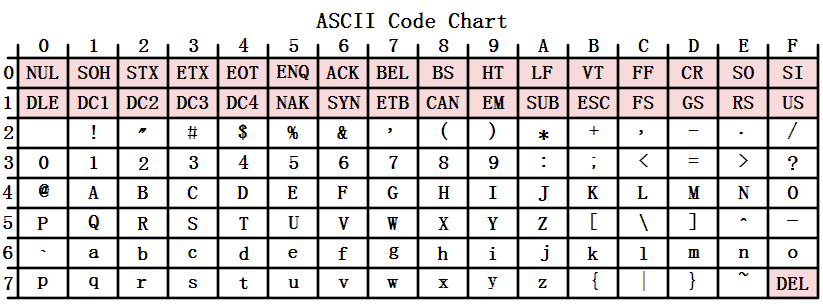 ASCII Code Chart
0 1 2 3 4 5 6 7 8 9 A B C D E F
0 NUL SOH STX ETX EOT ENQ ACK BEL BS HT LF VT FF CR SO SI
1 DLE DC1 DC2 DC3 DC4 NAK SYN ETB CAN EM SUB ESC FS GS RS US
2 ! " # $ % & ' ( ) * + , - . /
3 0 1 2 3 4 5 6 7 8 9 : ; < = > ?
4 @ A B C D E F G H I J K L M N O
5 P Q R S T U V W X Y Z [ \ ] ^ _
6 ` a b c d e f g h i j k l m n o
7 p q r s t u v w x y z { | } ~ DEL